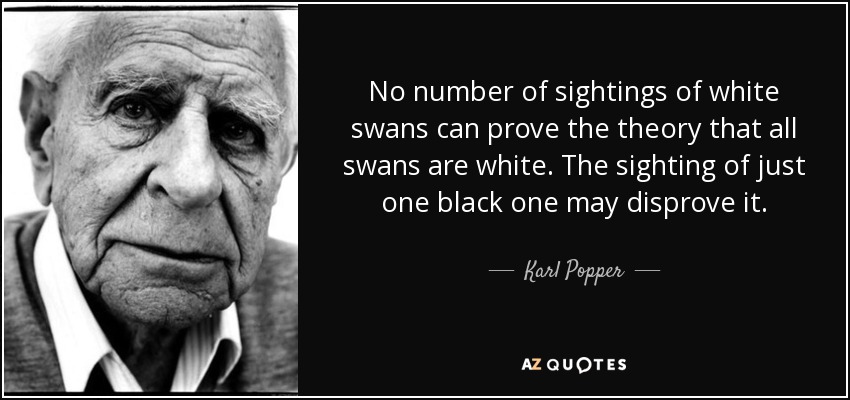 No number of sightings of white
swans can prove the theory that all
swans are white. The sighting of just
one black one may disprove it.
Karl Popper
AZ QUOTES